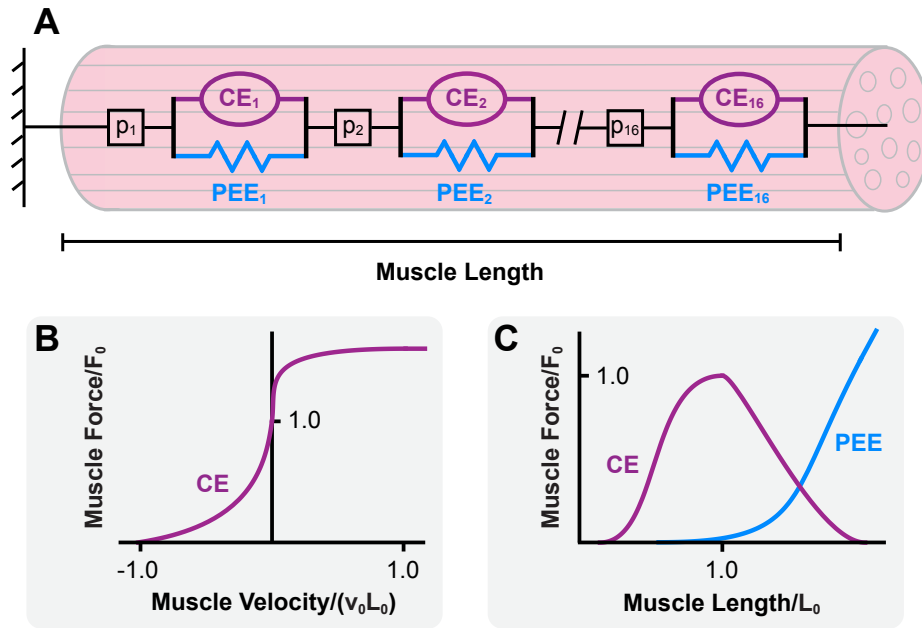 A
CE1 CE2 CE16
p1 p2 p16
PEE1 PEE2 PEE16
Muscle Length
B
Muscle Force/F0
1.0
CE
-1.0 1.0
Muscle Velocity/(v0L0)
C
Muscle Force/F0
1.0
CE
PEE
1.0
Muscle Length/L0